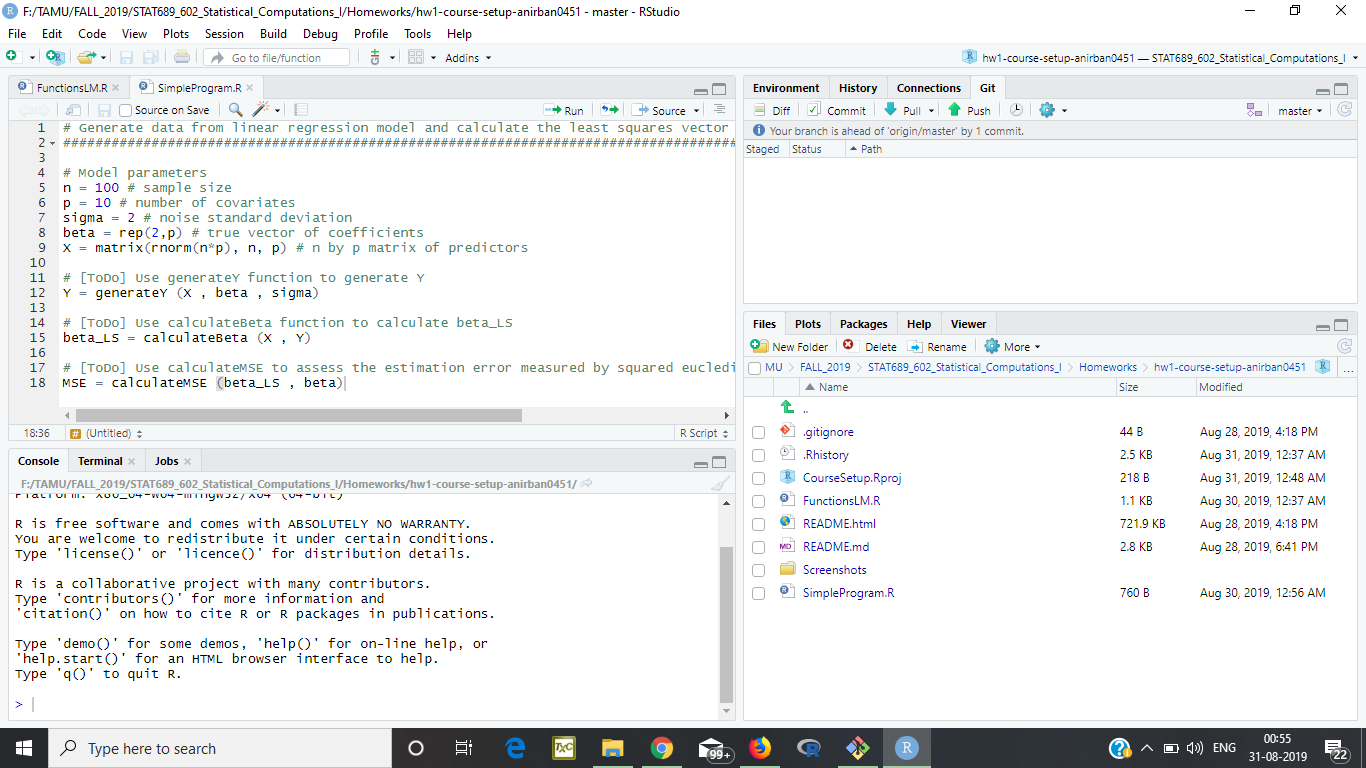 F:/TAMU/FALL_2019/STAT689_602_Statistical_Computations_I/Homeworks/hw1-course-setup-anirban0451 - master - RStudio
File Edit Code View Plots Session Build Debug Profile Tools Help
Go to file/function Addins hw1-course-setup-anirban0451 — STAT689_602_Statistical_Computations_I
FunctionsLM.R SimpleProgram.R
Source on Save Run Source
1 # Generate data from linear regression model and calculate the least squares vector
2 ####################################################################################
3
4 # Model parameters
5 n = 100 # sample size
6 p = 10 # number of covariates
7 sigma = 2 # noise standard deviation
8 beta = rep(2,p) # true vector of coefficients
9 X = matrix(rnorm(n*p), n, p) # n by p matrix of predictors
10
11 # [ToDo] Use generateY function to generate Y
12 Y = generateY (X , beta , sigma)
13
14 # [ToDo] Use calculateBeta function to calculate beta_LS
15 beta_LS = calculateBeta (X , Y)
16
17 # [ToDo] Use calculateMSE to assess the estimation error measured by squared eucledi
18 MSE = calculateMSE (beta_LS , beta)
18:36 # (Untitled) R Script
Console Terminal Jobs
F:/TAMU/FALL_2019/STAT689_602_Statistical_Computations_I/Homeworks/hw1-course-setup-anirban0451/
Platform: x86_64-w64-mingw32/x64 (64-bit)
R is free software and comes with ABSOLUTELY NO WARRANTY.
You are welcome to redistribute it under certain conditions.
Type 'license()' or 'licence()' for distribution details.
R is a collaborative project with many contributors.
Type 'contributors()' for more information and
'citation()' on how to cite R or R packages in publications.
Type 'demo()' for some demos, 'help()' for on-line help, or
'help.start()' for an HTML browser interface to help.
Type 'q()' to quit R.
>
Environment History Connections Git
Diff Commit Pull Push master
Your branch is ahead of 'origin/master' by 1 commit.
Staged Status Path
Files Plots Packages Help Viewer
New Folder Delete Rename More
MU FALL_2019 STAT689_602_Statistical_Computations_I Homeworks hw1-course-setup-anirban0451 ...
Name Size Modified
..
.gitignore 44 B Aug 28, 2019, 4:18 PM
.Rhistory 2.5 KB Aug 31, 2019, 12:37 AM
CourseSetup.Rproj 218 B Aug 31, 2019, 12:48 AM
FunctionsLM.R 1.1 KB Aug 30, 2019, 12:37 AM
README.html 721.9 KB Aug 28, 2019, 4:18 PM
MD README.md 2.8 KB Aug 28, 2019, 6:41 PM
Screenshots
SimpleProgram.R 760 B Aug 30, 2019, 12:56 AM
Type here to search TXC 99+ R R ENG 00:55
31-08-2019 22